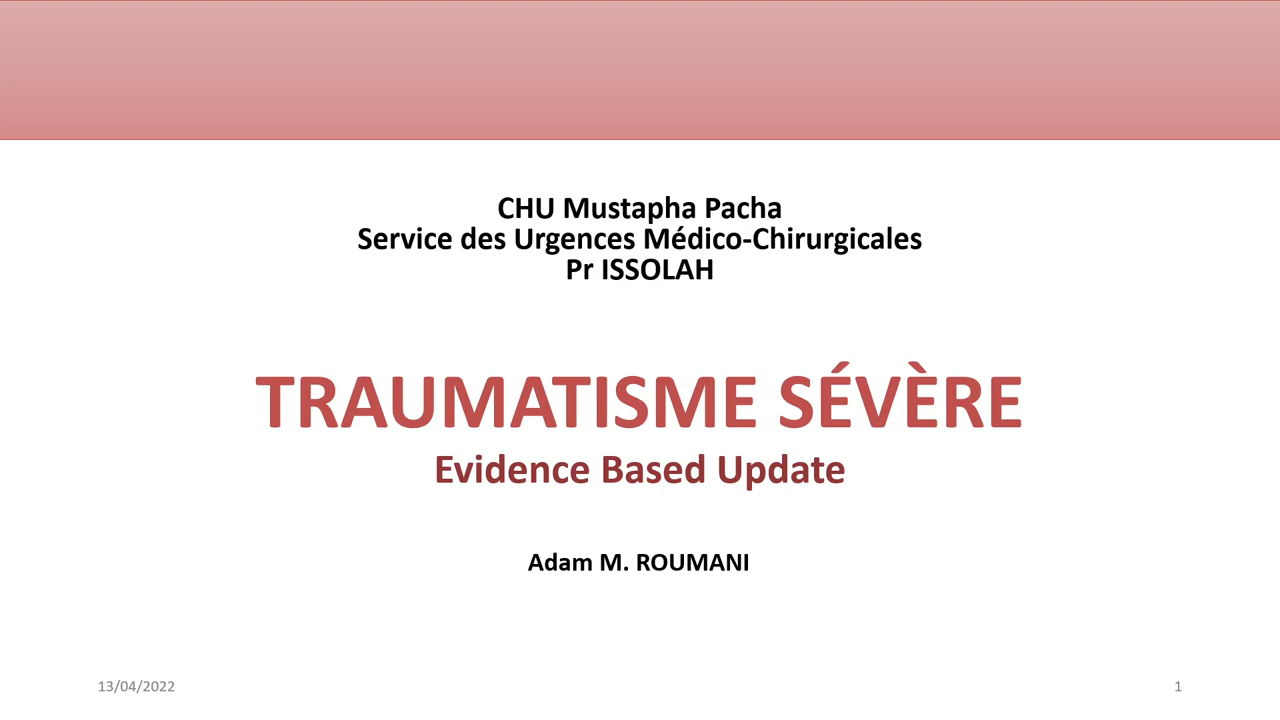 CHU Mustapha Pacha
Service des Urgences Médico-Chirurgicales
Pr ISSOLAH
TRAUMATISME SÉVÈRE
Evidence Based Update
Adam M. ROUMANI
13/04/2022
1